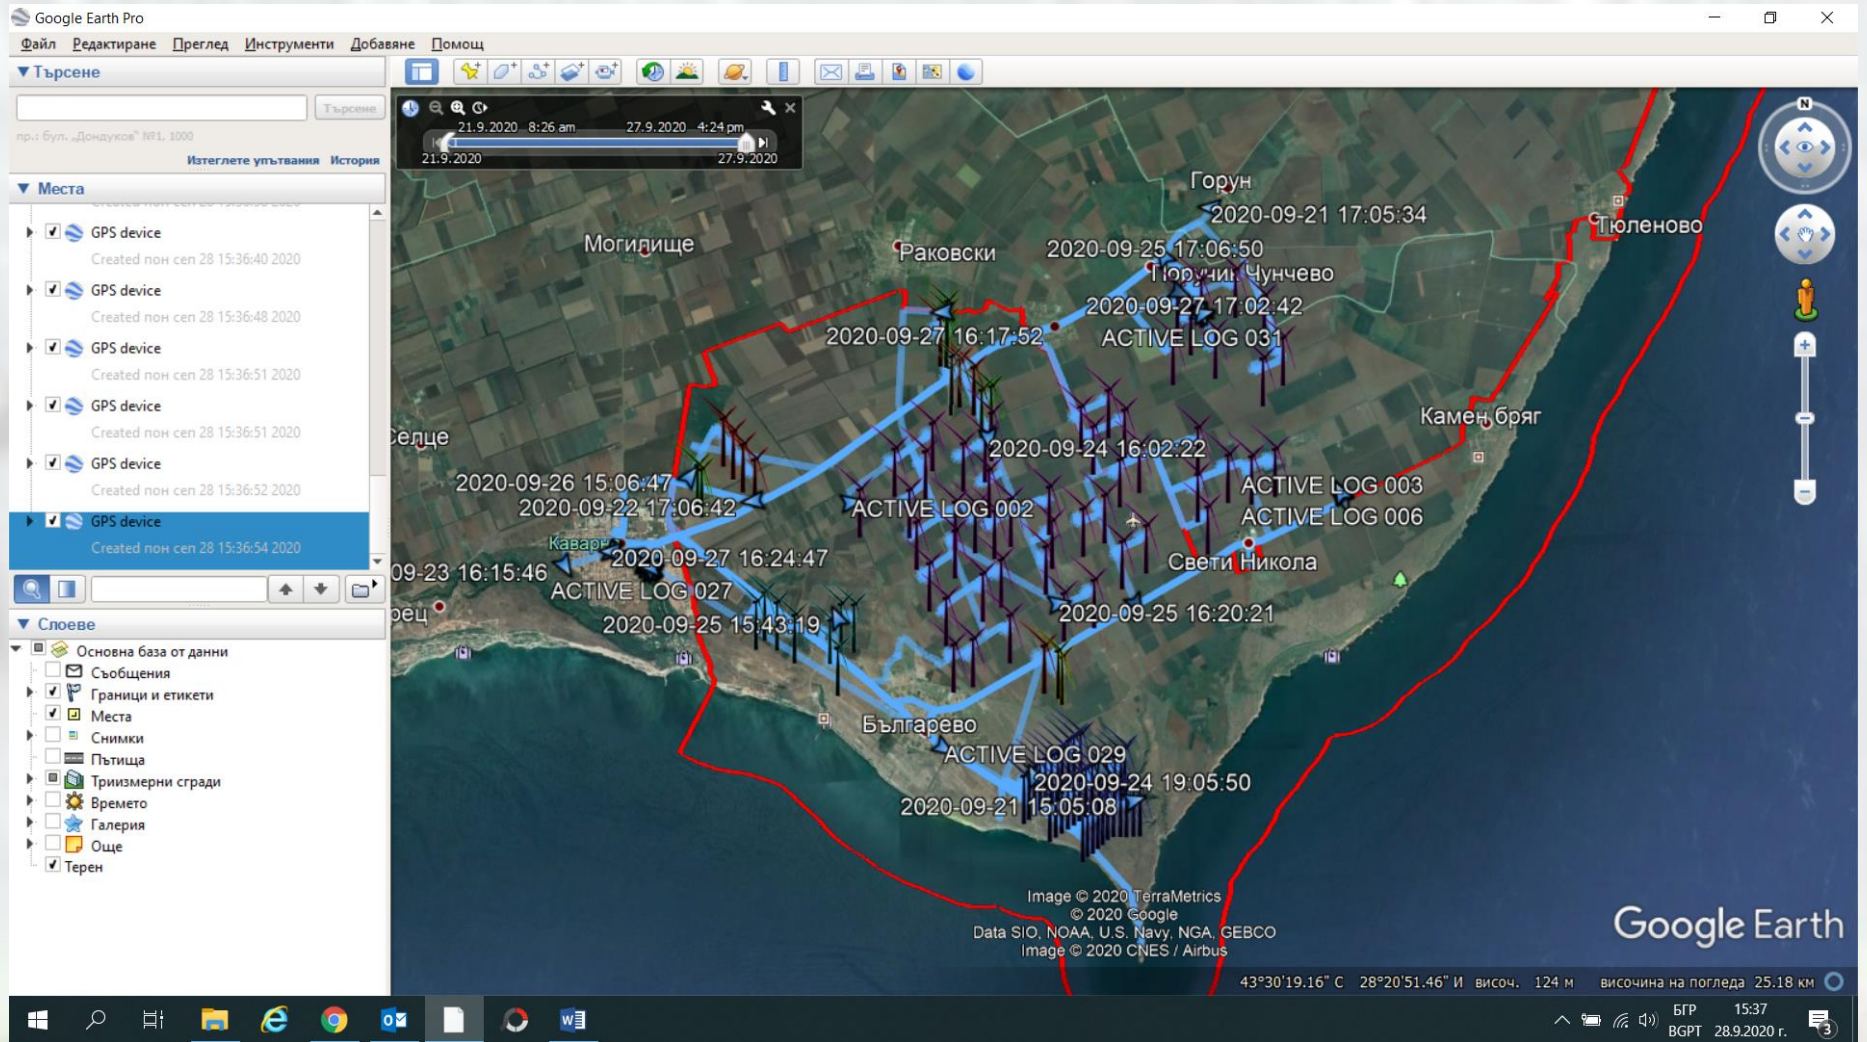 Google Earth Pro
Файл Редактиране Преглед Инструменти Добавяне Помощ
Търсене
Търсене
пр.: бул. „Дондуков" №1, 1000
Изтеглете упътвания История
Места
GPS device
Created пон сеп 28 15:36:40 2020
GPS device
Created пон сеп 28 15:36:48 2020
GPS device
Created пон сеп 28 15:36:51 2020
GPS device
Created пон сеп 28 15:36:51 2020
GPS device
Created пон сеп 28 15:36:52 2020
GPS device
Created пон сеп 28 15:36:54 2020
Слоеве
Основна база от данни
Съобщения
Граници и етикети
Места
Снимки
Пътища
Триизмерни сгради
Времето
Галерия
Още
Терен
21.9.2020 8:26 am 27.9.2020 4:24 pm
21.9.2020 27.9.2020
N
Горун
2020-09-21 17:05:34
Тюленово
Могилище
Раковски
2020-09-25 17:06:50
Поручик Чунчево
2020-09-27 17:02:42
2020-09-27 16:17:52
ACTIVE LOG 031
Камен бряг
Селце
2020-09-24 16:02:22
2020-09-26 15:06:47
ACTIVE LOG 003
2020-09-22 17:06:42
ACTIVE LOG 002
ACTIVE LOG 006
2020-09-27 16:24:47
Свети Никола
09-23 16:15:46
ACTIVE LOG 027
рец
2020-09-25 15:43:19
2020-09-25 16:20:21
Българево
ACTIVE LOG 029
2020-09-24 19:05:50
2020-09-21 15:05:08
Image © 2020 TerraMetrics
© 2020 Google
Data SIO, NOAA, U.S. Navy, NGA, GEBCO
Image © 2020 CNES / Airbus
Google Earth
43°30'19.16" С 28°20'51.46" И височ. 124 м височина на погледа 25.18 км
БГР 15:37
BGPT 28.9.2020 г.
3